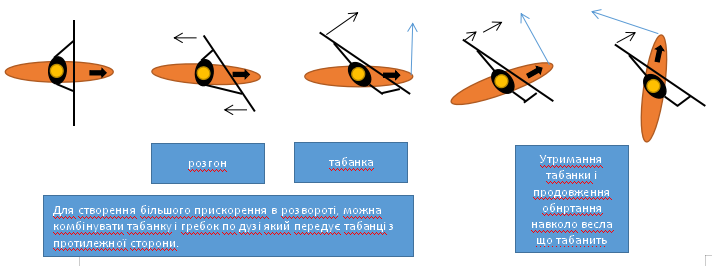 розгон
табанка
Утримання
табанки і
продовження
обнртання
навколо весла
що табанить
Для створення більшого прискорення в розвороті, можна
комбінувати табанку і гребок по дузі який передує табанці з
протилежної сторони.